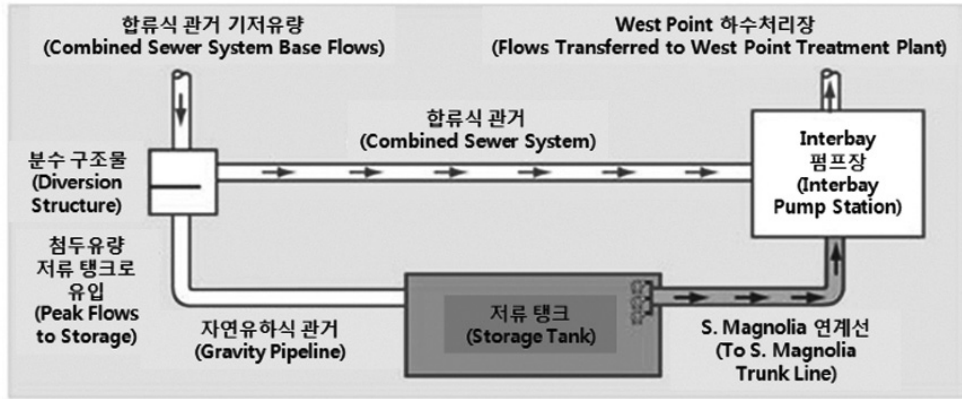 합류식 관거 기저유량
(Combined Sewer System Base Flows)
West Point 하수처리장
(Flows Transferred to West Point Treatment Plant)
합류식 관거
(Combined Sewer System)
Interbay
펌프장
(Interbay
Pump Station)
분수 구조물
(Diversion
Structure)
첨두유량
저류 탱크로
유입
(Peak Flows
to Storage)
자연유하식 관거
(Gravity Pipeline)
저류 탱크
(Storage Tank)
S. Magnolia 연계선
(To S. Magnolia
Trunk Line)